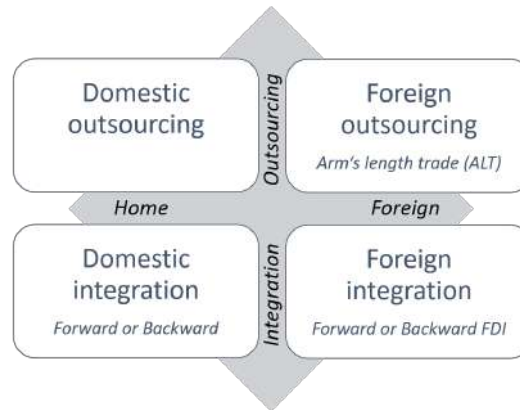 Domestic
outsourcing
Outsourcing
Foreign
outsourcing
Arm's length trade (ALT)
Home
Foreign
Domestic
integration
Forward or Backward
Integration
Foreign
integration
Forward or Backward FDI